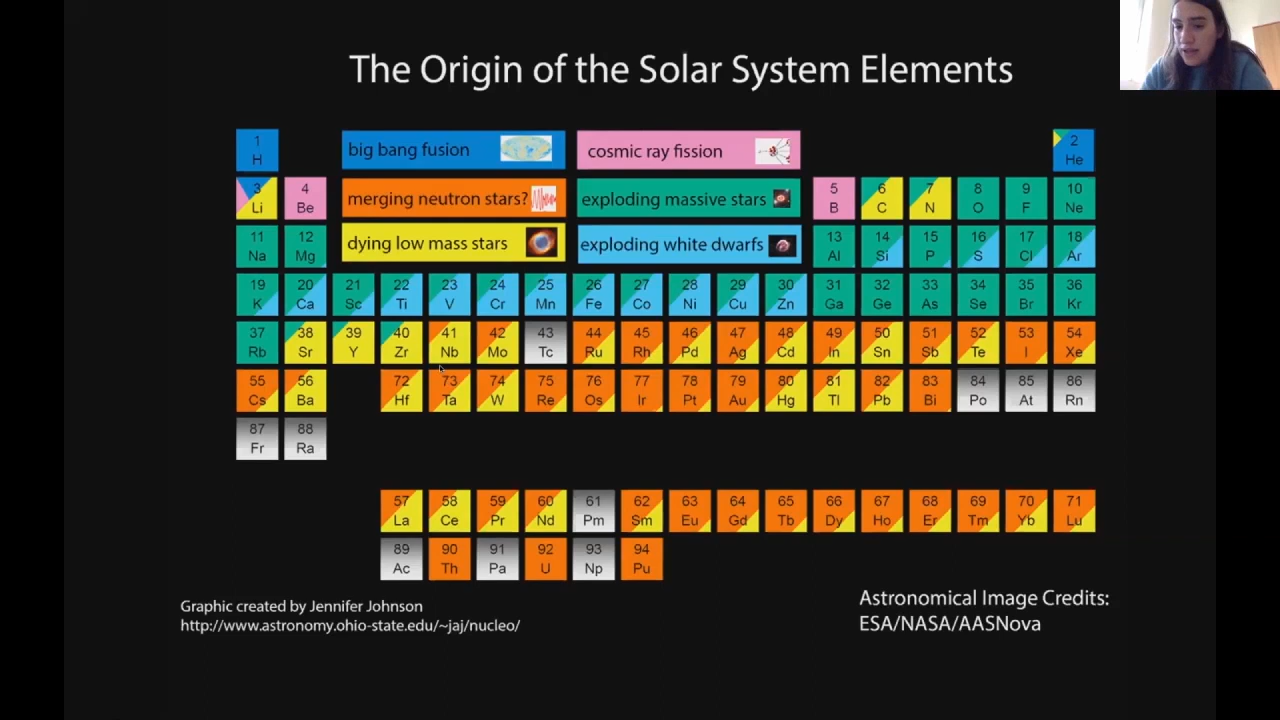 The Origin of the Solar System Elements
1 H
big bang fusion
cosmic ray fission
2 He
3 Li
4 Be
merging neutron stars?
exploding massive stars
5 B
6 C
7 N
8 O
9 F
10 Ne
11 Na
12 Mg
dying low mass stars
exploding white dwarfs
13 Al
14 Si
15 P
16 S
17 Cl
18 Ar
19 K
20 Ca
21 Sc
22 Ti
23 V
24 Cr
25 Mn
26 Fe
27 Co
28 Ni
29 Cu
30 Zn
31 Ga
32 Ge
33 As
34 Se
35 Br
36 Kr
37 Rb
38 Sr
39 Y
40 Zr
41 Nb
42 Mo
43 Tc
44 Ru
45 Rh
46 Pd
47 Ag
48 Cd
49 In
50 Sn
51 Sb
52 Te
53 I
54 Xe
55 Cs
56 Ba
72 Hf
73 Ta
74 W
75 Re
76 Os
77 Ir
78 Pt
79 Au
80 Hg
81 Tl
82 Pb
83 Bi
84 Po
85 At
86 Rn
87 Fr
88 Ra
57 La
58 Ce
59 Pr
60 Nd
61 Pm
62 Sm
63 Eu
64 Gd
65 Tb
66 Dy
67 Ho
68 Er
69 Tm
70 Yb
71 Lu
89 Ac
90 Th
91 Pa
92 U
93 Np
94 Pu
Graphic created by Jennifer Johnson
http://www.astronomy.ohio-state.edu/~jaj/nucleo/
Astronomical Image Credits:
ESA/NASA/AASNova